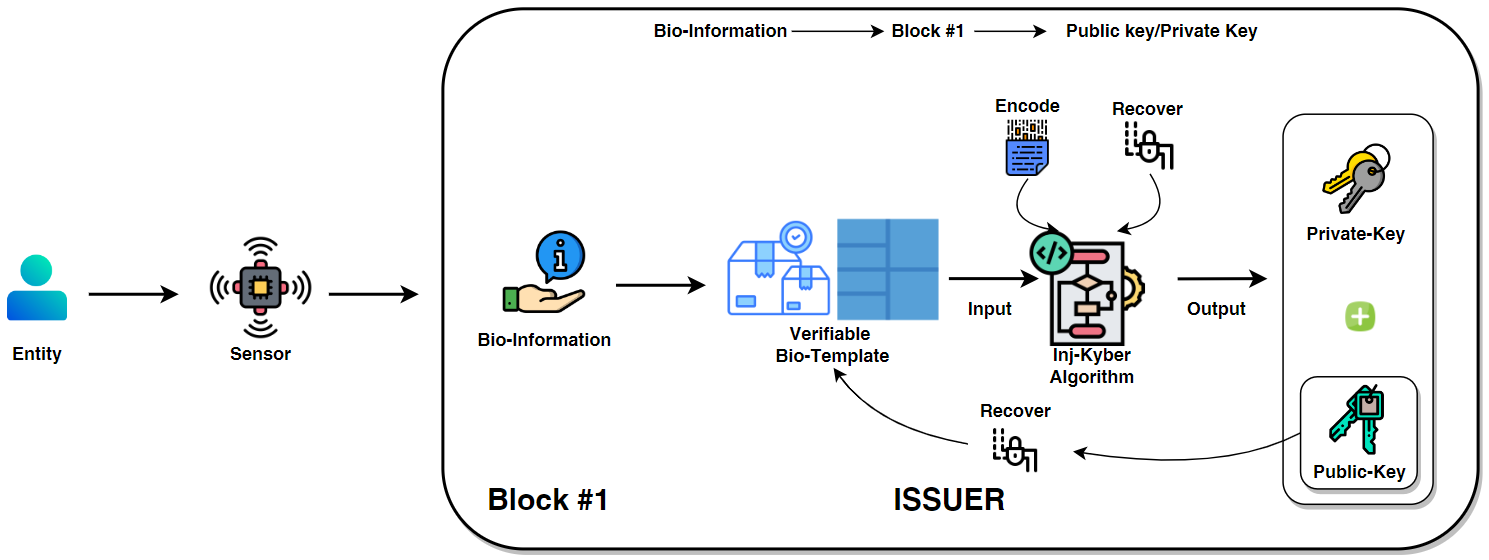 Bio-Information
Block #1
Public key/Private Key
Encode
Recover
Private-Key
Entity
Sensor
Bio-Information
Verifiable
Bio-Template
Input
Inj-Kyber
Algorithm
Output
Recover
Public-Key
Block #1
ISSUER